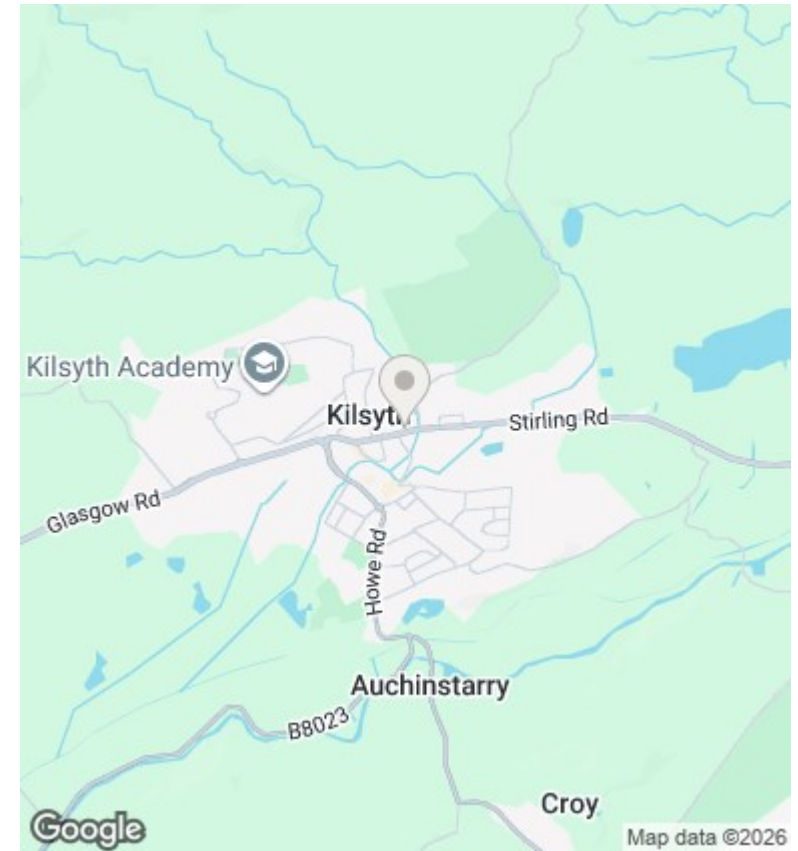 Kilsyth Academy
Kilsyth
Stirling Rd
Glasgow Rd
Howe Rd
Auchinstarry
B8023
Croy
Google
Map data ©2026